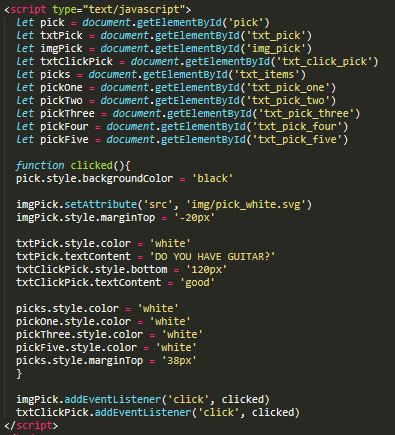 <script type="text/javascript">
let pick = document.getElementById('pick')
let txtPick = document.getElementById('txt_pick')
let imgPick = document.getElementById('img_pick')
let txtClickPick = document.getElementById('txt_click_pick')
let picks = document.getElementById('txt_items')
let pickOne = document.getElementById('txt_pick_one')
let pickTwo = document.getElementById('txt_pick_two')
let pickThree = document.getElementById('txt_pick_three')
let pickFour = document.getElementById('txt_pick_four')
let pickFive = document.getElementById('txt_pick_five')
function clicked(){
pick.style.backgroundColor = 'black'
imgPick.setAttribute('src', 'img/pick_white.svg')
imgPick.style.marginTop = '-20px'
txtPick.style.color = 'white'
txtPick.textContent = 'DO YOU HAVE GUITAR?'
txtClickPick.style.bottom = '120px'
txtClickPick.textContent = 'good'
picks.style.color = 'white'
pickOne.style.color = 'white'
pickThree.style.color = 'white'
pickFive.style.color = 'white'
picks.style.marginTop = '38px'
}
imgPick.addEventListener('click', clicked)
txtClickPick.addEventListener('click', clicked)
</script>